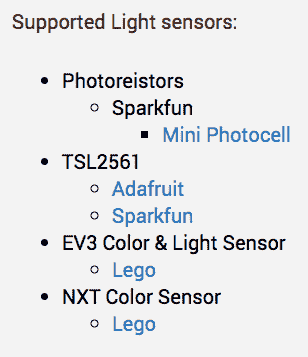 Supported Light sensors:
Photoreistors
Sparkfun
Mini Photocell
TSL2561
Adafruit
Sparkfun
EV3 Color & Light Sensor
Lego
NXT Color Sensor
Lego